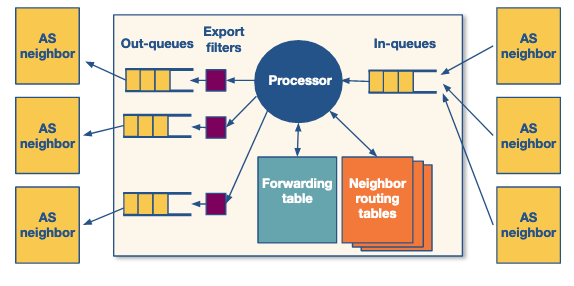 AS
neighbor
AS
neighbor
AS
neighbor
Out-queues
Export
filters
Processor
In-queues
Forwarding
table
Neighbor
routing
tables
AS
neighbor
AS
neighbor
AS
neighbor